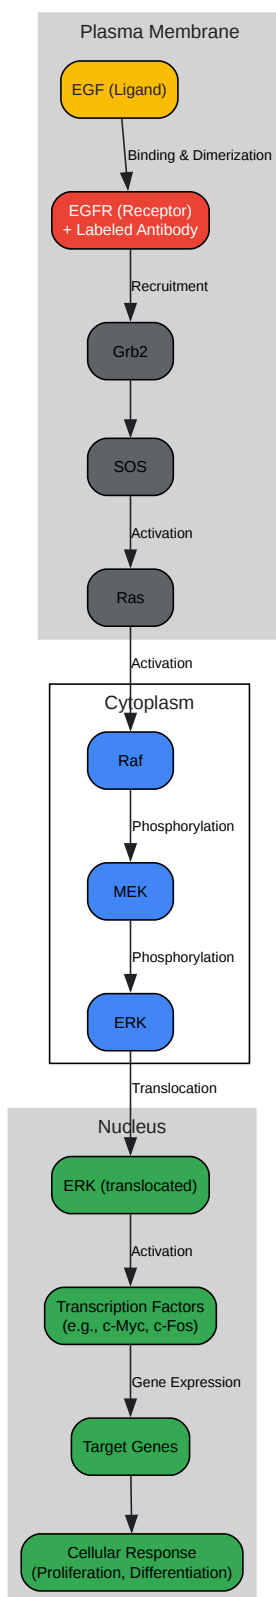 Plasma Membrane
EGF (Ligand)
Binding & Dimerization
EGFR (Receptor)
+ Labeled Antibody
Recruitment
Grb2
SOS
Activation
Ras
Activation
Cytoplasm
Raf
Phosphorylation
MEK
Phosphorylation
ERK
Translocation
Nucleus
ERK (translocated)
Activation
Transcription Factors
(e.g., c-Myc, c-Fos)
Gene Expression
Target Genes
Cellular Response
(Proliferation, Differentiation)